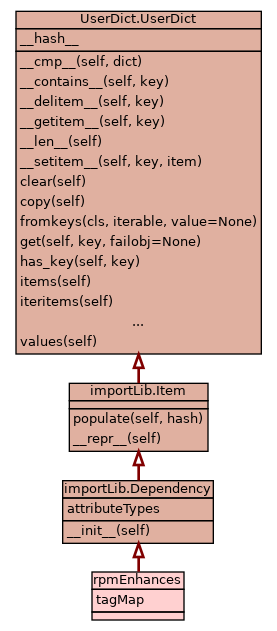 UserDict.UserDict
__hash__
__cmp__(self, dict)
__contains__(self, key)
__delitem__(self, key)
__getitem__(self, key)
__len__(self)
__setitem__(self, key, item)
clear(self)
copy(self)
fromkeys(cls, iterable, value=None)
get(self, key, failobj=None)
has_key(self, key)
items(self)
iteritems(self)
...
values(self)
importLib.Item
populate(self, hash)
__repr__(self)
importLib.Dependency
attributeTypes
__init__(self)
rpmEnhances
tagMap